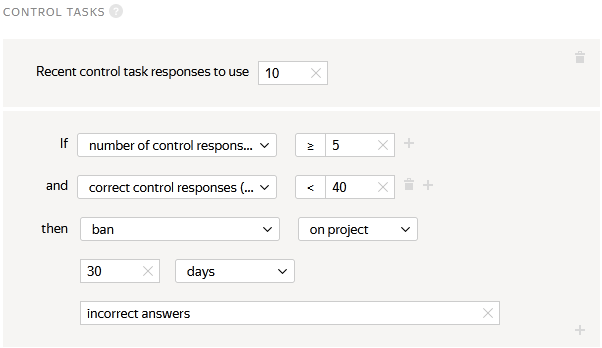 CONTROL TASKS ?
Recent control task responses to use 10
If number of control respons... ≥ 5
and correct control responses (... < 40
then ban on project
30 days
incorrect answers